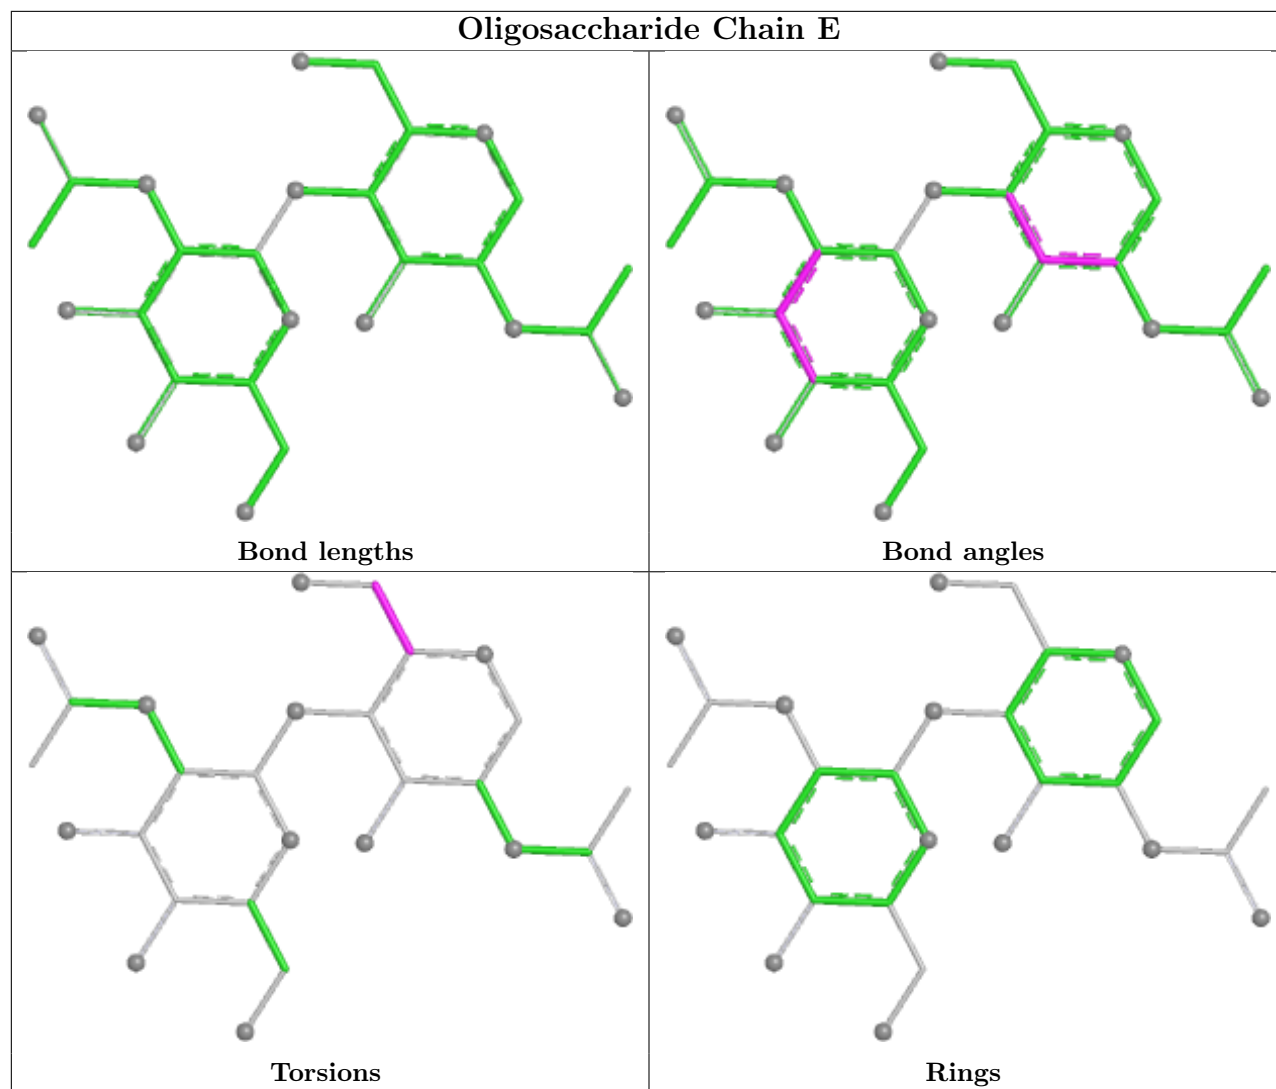 Oligosaccharide Chain E
Bond lengths
Bond angles
Torsions
Rings